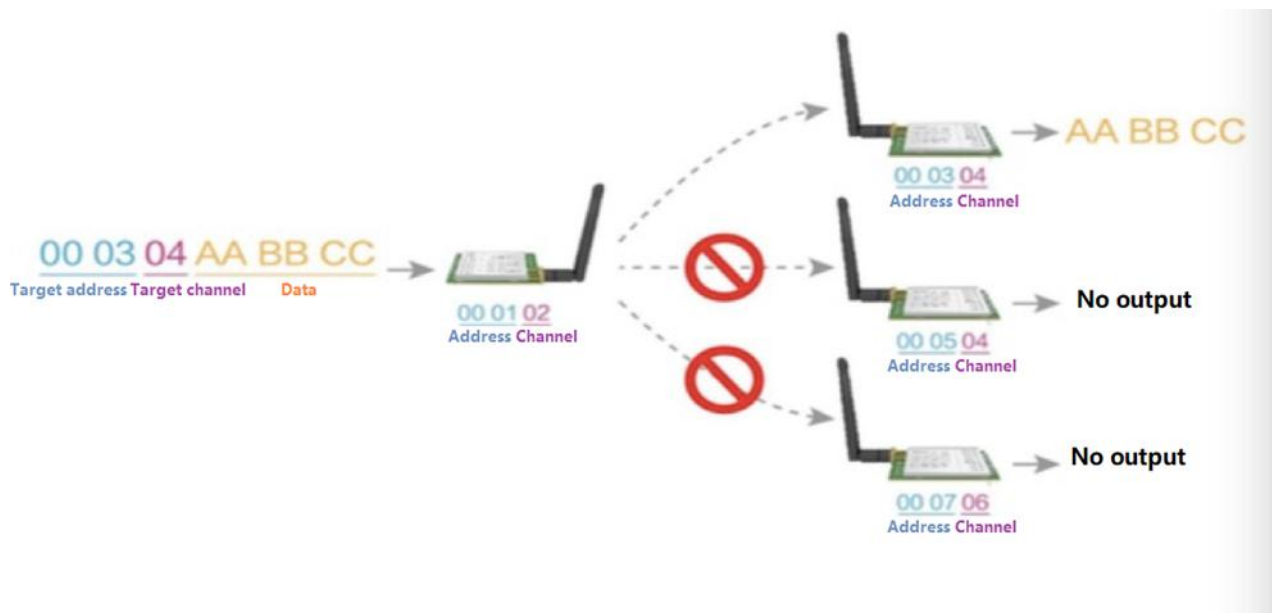 00 03 04 AA BB CC
Target address Target channel Data
00 01 02
Address Channel
AA BB CC
00 03 04
Address Channel
No output
00 05 04
Address Channel
No output
00 07 06
Address Channel